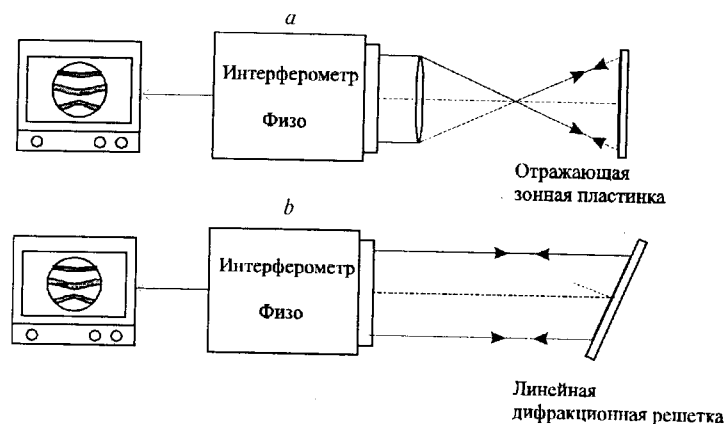 a
Интерферометр
Физо
Отражающая
зонная пластинка
b
Интерферометр
Физо
Линейная
дифракционная решетка